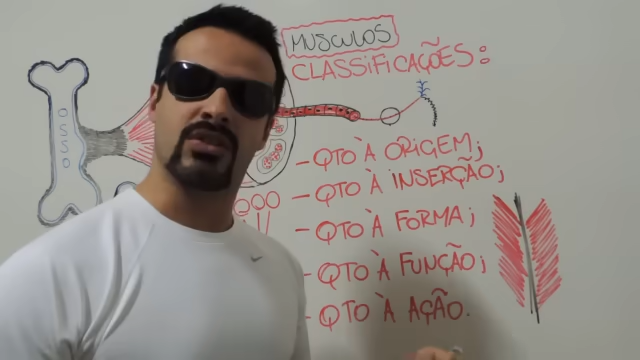 MUSCULOS
CLASSIFICAÇÕES:
OSSO
- QTO À ORIGEM;
- QTO À INSERÇÃO;
- QTO À FORMA;
- QTO À FUNÇÃO;
- QTO À AÇÃO.